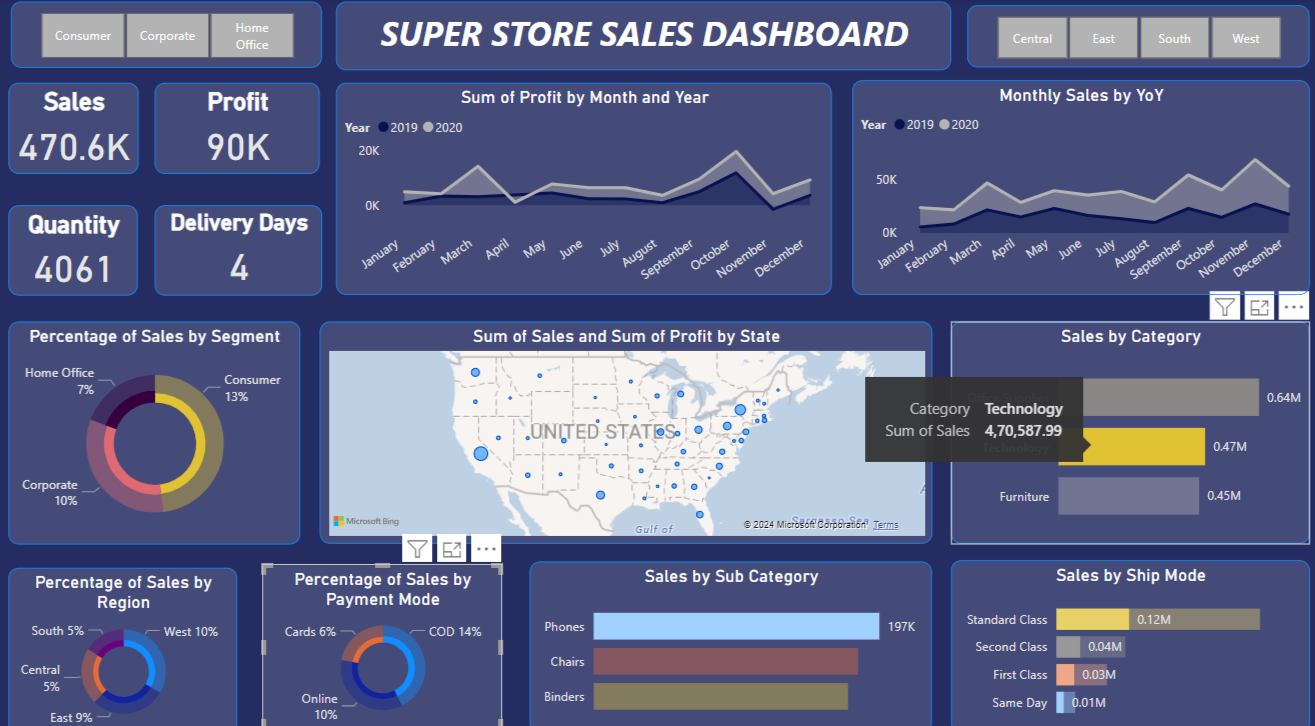 Consumer
Corporate
Home
Office
SUPER STORE SALES DASHBOARD
Central
East
South
West
Sales
470.6K
Profit
90K
Quantity
4061
Delivery Days
4
Sum of Profit by Month and Year
Year 2019 2020
20K
0K
January
February
March
April
May
June
July
August
September
October
November
December
Monthly Sales by YoY
Year 2019 2020
50K
0K
January
February
March
April
May
June
July
August
September
October
November
December
Percentage of Sales by Segment
Home Office
7%
Consumer
13%
Corporate
10%
Sum of Sales and Sum of Profit by State
UNITED STATES
Gulf of
Sargasso Sea
Microsoft Bing
© 2024 Microsoft Corporation Terms
Sales by Category
0.64M
Category Technology
Sum of Sales 4,70,587.99
Technology
0.47M
Furniture
0.45M
Percentage of Sales by
Region
South 5%
West 10%
Central
5%
East 9%
Percentage of Sales by
Payment Mode
Cards 6%
COD 14%
Online
10%
Sales by Sub Category
Phones
197K
Chairs
Binders
Sales by Ship Mode
Standard Class
0.12M
Second Class
0.04M
First Class
0.03M
Same Day
0.01M